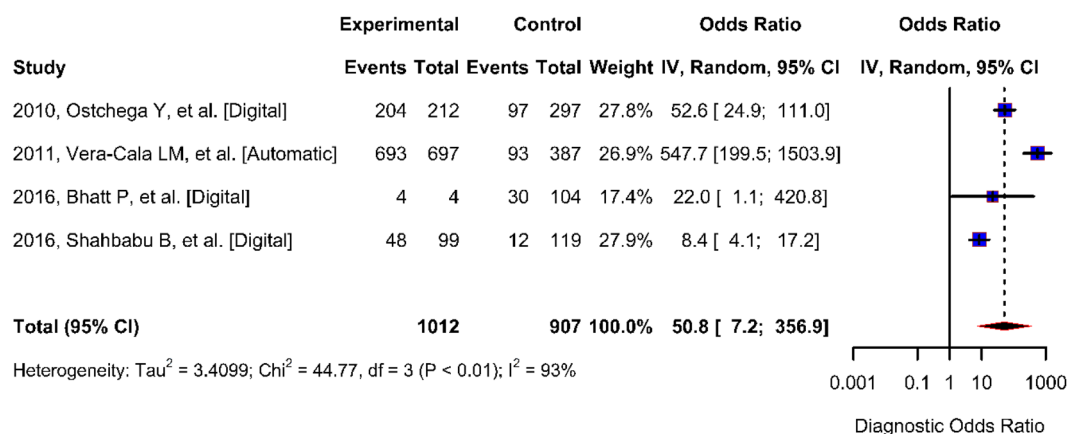 Experimental Control Odds Ratio Odds Ratio
Study Events Total Events Total Weight IV, Random, 95% CI IV, Random, 95% CI
2010, Ostchega Y, et al. [Digital] 204 212 97 297 27.8% 52.6 [ 24.9; 111.0]
2011, Vera-Cala LM, et al. [Automatic] 693 697 93 387 26.9% 547.7 [199.5; 1503.9]
2016, Bhatt P, et al. [Digital] 4 4 30 104 17.4% 22.0 [ 1.1; 420.8]
2016, Shahbabu B, et al. [Digital] 48 99 12 119 27.9% 8.4 [ 4.1; 17.2]
Total (95% CI) 1012 907 100.0% 50.8 [ 7.2; 356.9]
Heterogeneity: Tau² = 3.4099; Chi² = 44.77, df = 3 (P < 0.01); I² = 93%
0.001 0.1 1 10 1000
Diagnostic Odds Ratio